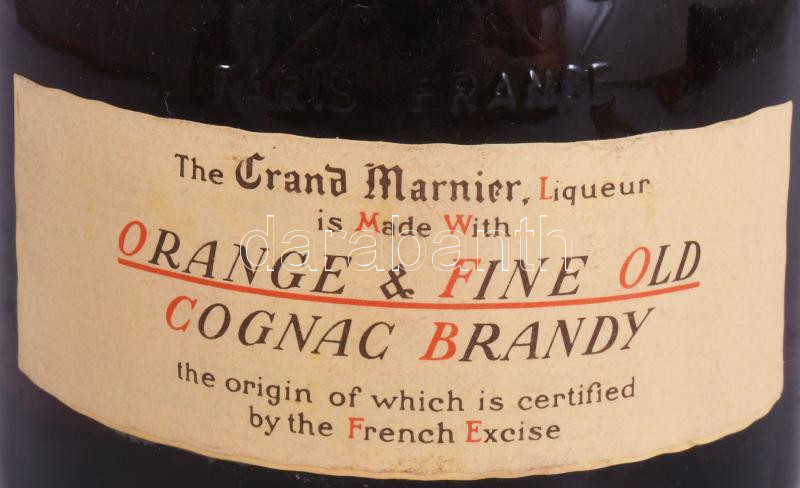 PARIS FRANCE
The Grand Marnier, Liqueur
is Made With
darabanth
ORANGE & FINE OLD
COGNAC BRANDY
the origin of which is certified
by the French Excise